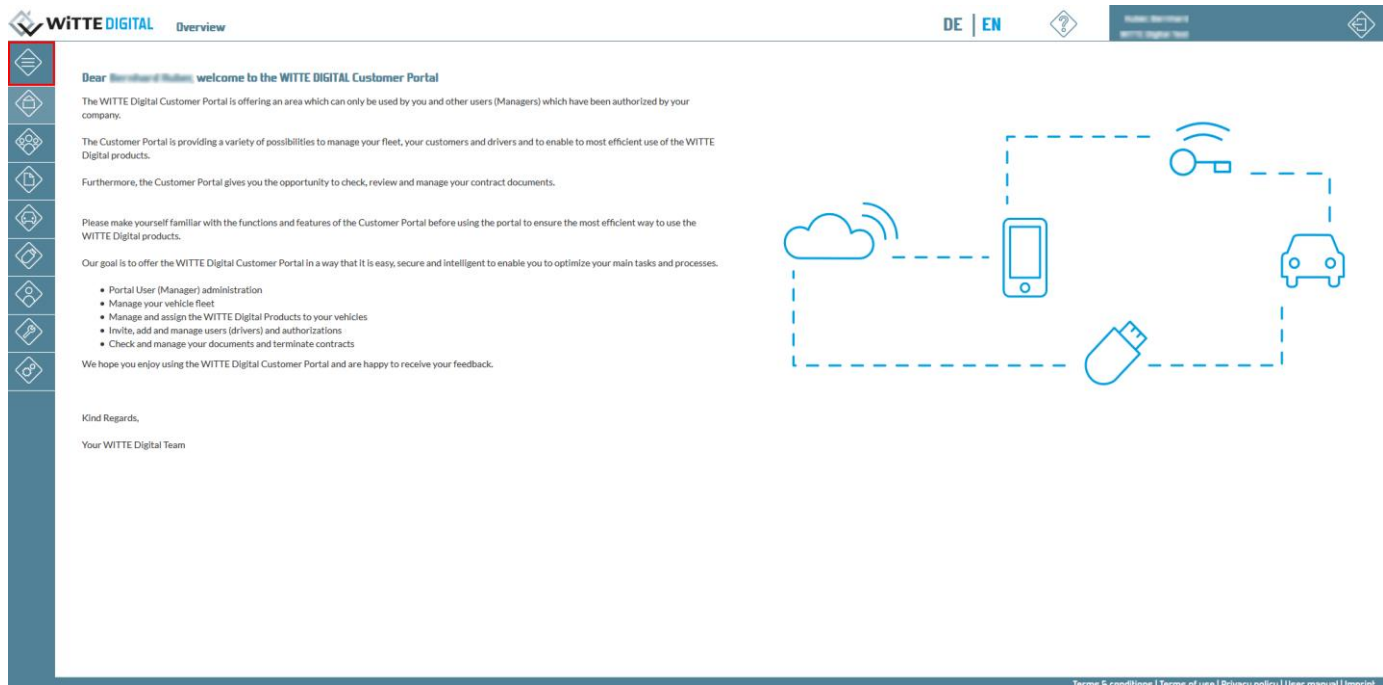 WiTTE DIGITAL Overview DE | EN
Dear welcome to the WITTE DIGITAL Customer Portal
The WITTE Digital Customer Portal is offering an area which can only be used by you and other users (Managers) which have been authorized by your
company.
The Customer Portal is providing a variety of possibilities to manage your fleet, your customers and drivers and to enable to most efficient use of the WITTE
Digital products.
Furthermore, the Customer Portal gives you the opportunity to check, review and manage your contract documents.
Please make yourself familiar with the functions and features of the Customer Portal before using the portal to ensure the most efficient way to use the
WITTE Digital products.
Our goal is to offer the WITTE Digital Customer Portal in a way that it is easy, secure and intelligent to enable you to optimize your main tasks and processes.
• Portal User (Manager) administration
• Manage your vehicle fleet
• Manage and assign the WITTE Digital Products to your vehicles
• Invite, add and manage users (drivers) and authorizations
• Check and manage your documents and terminate contracts
We hope you enjoy using the WITTE Digital Customer Portal and are happy to receive your feedback.
Kind Regards,
Your WITTE Digital Team
Terms & conditions | Terms of use | Privacy policy | User manual | Imprint